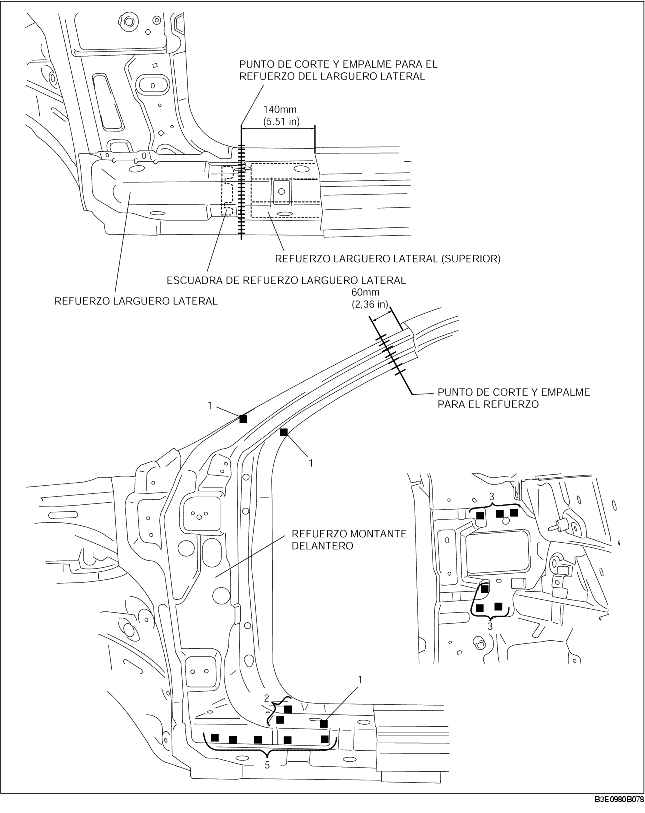 PUNTO DE CORTE Y EMPALME PARA EL
REFUERZO DEL LARGUERO LATERAL
140mm
(5,51 in)
REFUERZO LARGUERO LATERAL (SUPERIOR)
ESCUADRA DE REFUERZO LARGUERO LATERAL
REFUERZO LARGUERO LATERAL
60mm
(2,36 in)
PUNTO DE CORTE Y EMPALME
PARA EL REFUERZO
1
1
3
REFUERZO MONTANTE
DELANTERO
3
1
2
5
B3E0980B078